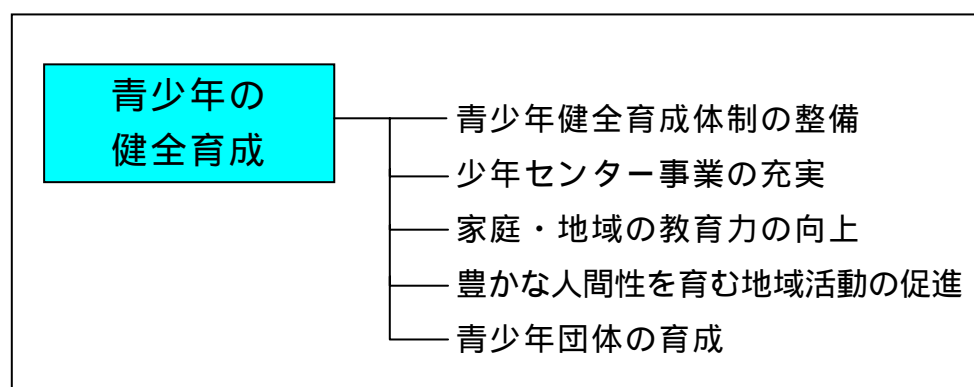 青少年の
健全育成
青少年健全育成体制の整備
少年センター事業の充実
家庭・地域の教育力の向上
豊かな人間性を育む地域活動の促進
青少年団体の育成